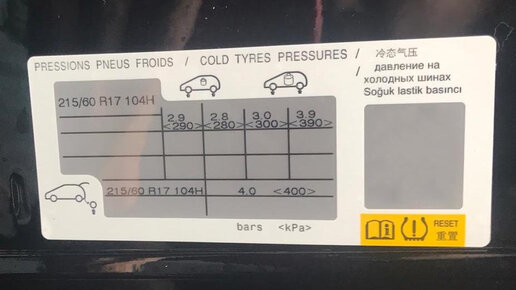 PRESSIONS PNEUS FROIDS / COLD TYRES PRESSURES / 冷态气压
/ давление на
холодных шинах
Soğuk lastik basıncı
215/60 R17 104H
2.9 2.8 3.0 3.9
<290> <280> <300> <390>
215/60 R17 104H 4.0 <400>
bars <kPa>
RESET
重置